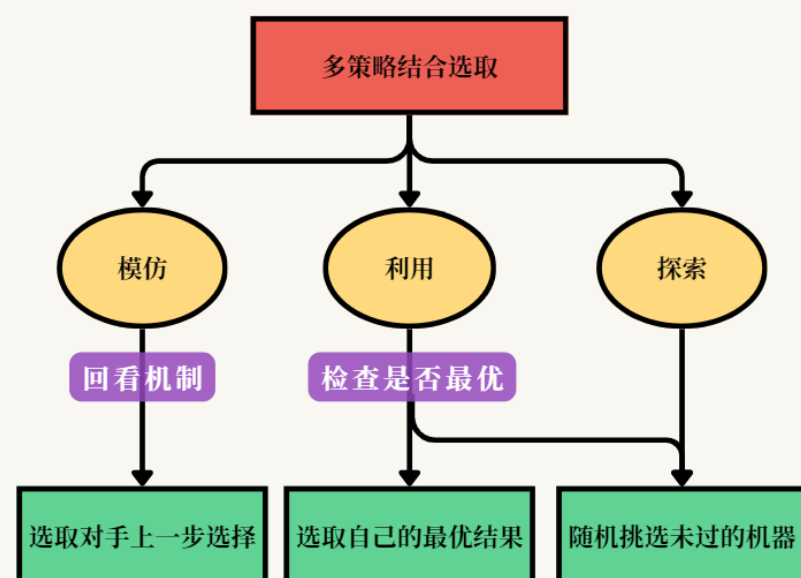 多策略结合选取
模仿
利用
探索
回看机制
检查是否最优
选取对手上一步选择
选取自己的最优结果
随机挑选未过的机器